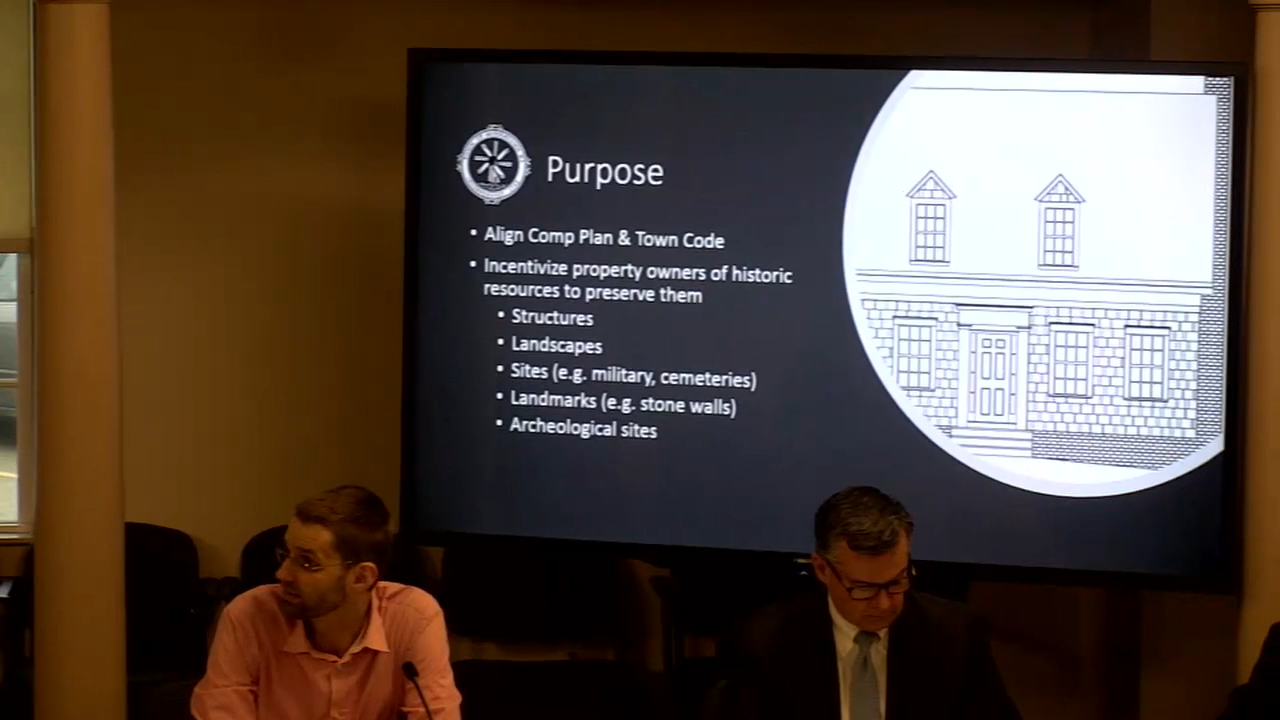 Purpose
• Align Comp Plan & Town Code
• Incentivize property owners of historic
resources to preserve them
• Structures
• Landscapes
• Sites (e.g. military, cemeteries)
• Landmarks (e.g. stone walls)
• Archeological sites